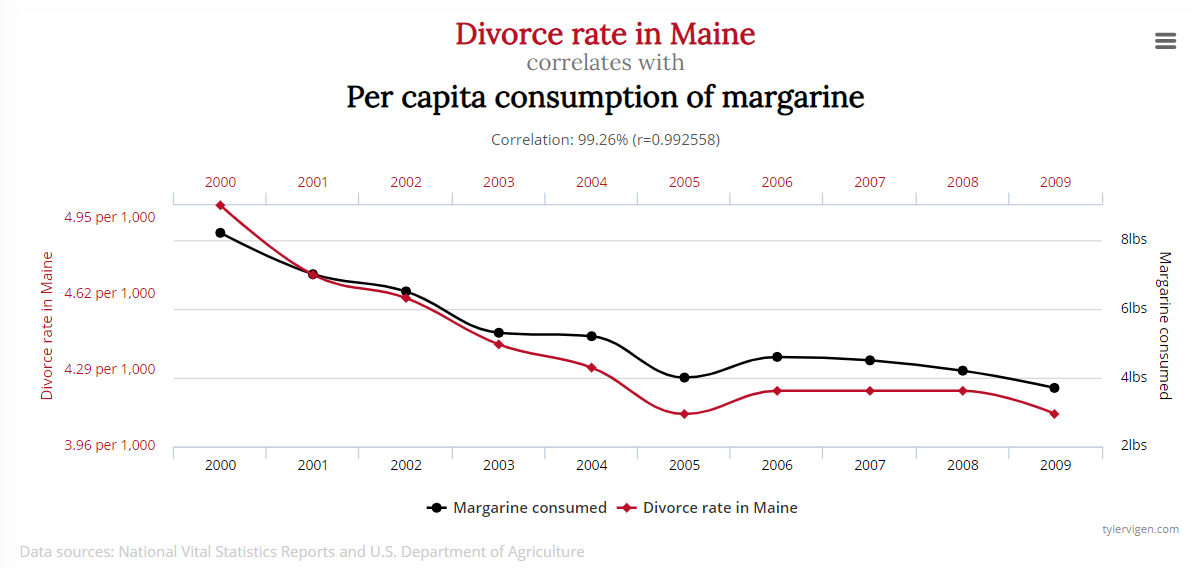 Divorce rate in Maine
correlates with
Per capita consumption of margarine
Correlation: 99.26% (r=0.992558)
2000 2001 2002 2003 2004 2005 2006 2007 2008 2009
Divorce rate in Maine
4.95 per 1,000
4.62 per 1,000
4.29 per 1,000
3.96 per 1,000
8lbs
6lbs
4lbs
2lbs
Margarine consumed
2000 2001 2002 2003 2004 2005 2006 2007 2008 2009
Margarine consumed Divorce rate in Maine
tylervigen.com
Data sources: National Vital Statistics Reports and U.S. Department of Agriculture